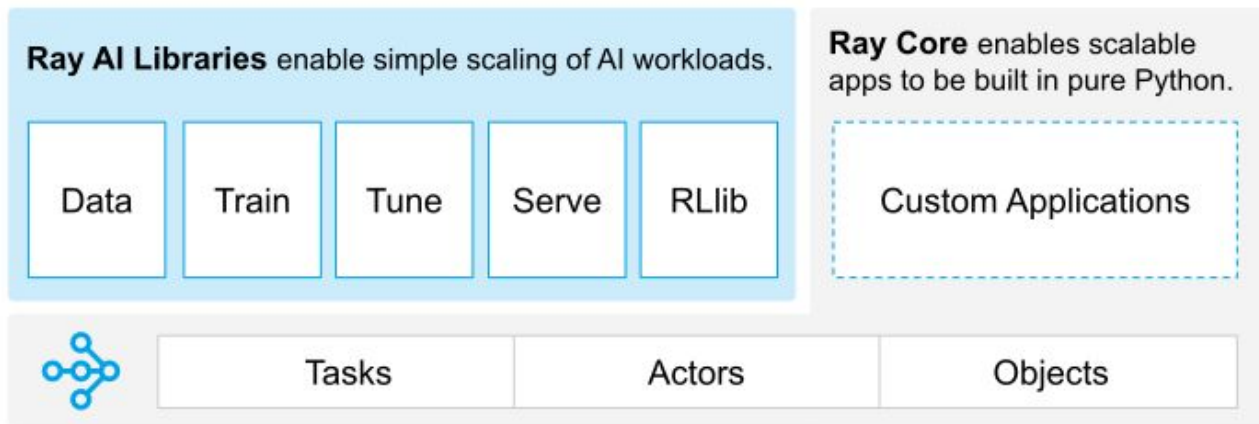 Ray AI Libraries enable simple scaling of AI workloads.
Ray Core enables scalable
apps to be built in pure Python.
Data
Train
Tune
Serve
RLlib
Custom Applications
Tasks
Actors
Objects